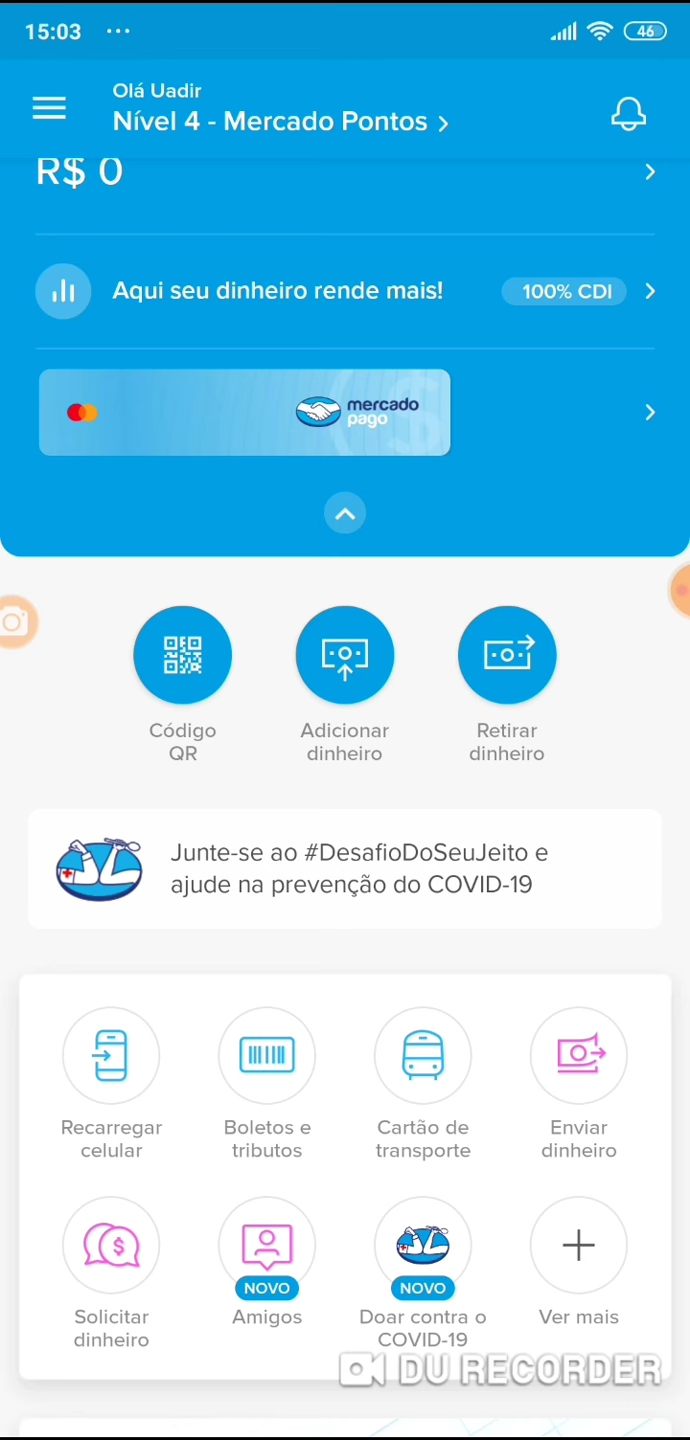 15:03 ...
46
Olá Uadir
Nível 4 - Mercado Pontos >
R$ 0
Aqui seu dinheiro rende mais!
100% CDI
mercado
pago
Código
QR
Adicionar
dinheiro
Retirar
dinheiro
Junte-se ao #DesafioDoSeuJeito e
ajude na prevenção do COVID-19
Recarregar
celular
Boletos e
tributos
Cartão de
transporte
Enviar
dinheiro
Solicitar
dinheiro
NOVO
Amigos
NOVO
Doar contra o
COVID-19
Ver mais
DU RECORDER